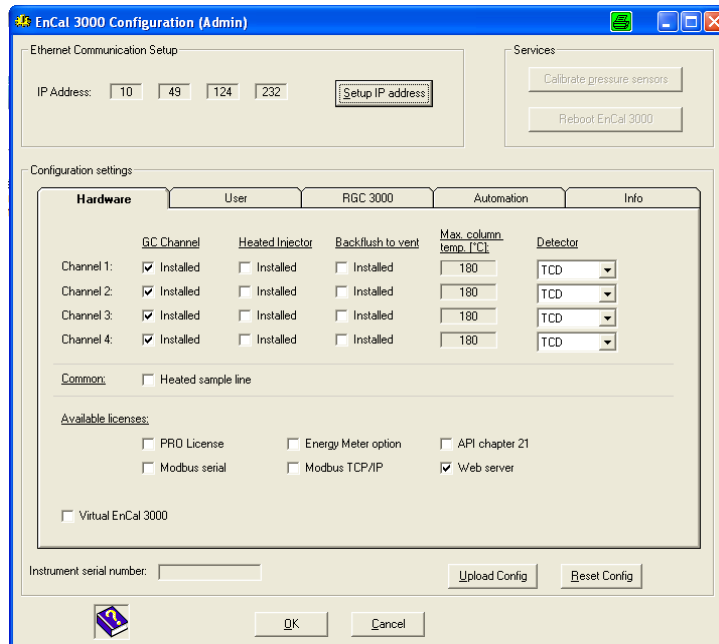 EnCal 3000 Configuration (Admin)
Ethernet Communication Setup
Services
IP Address: 10 49 124 232
Setup IP address
Calibrate pressure sensors
Reboot EnCal 3000
Configuration settings
Hardware User RGC 3000 Automation Info
GC Channel Heated Injector Backflush to vent Max. column temp. [°C]: Detector
Channel 1: Installed Installed Installed 180 TCD
Channel 2: Installed Installed Installed 180 TCD
Channel 3: Installed Installed Installed 180 TCD
Channel 4: Installed Installed Installed 180 TCD
Common: Heated sample line
Available licenses:
PRO License Energy Meter option API chapter 21
Modbus serial Modbus TCP/IP Web server
Virtual EnCal 3000
Instrument serial number:
Upload Config Reset Config
OK Cancel